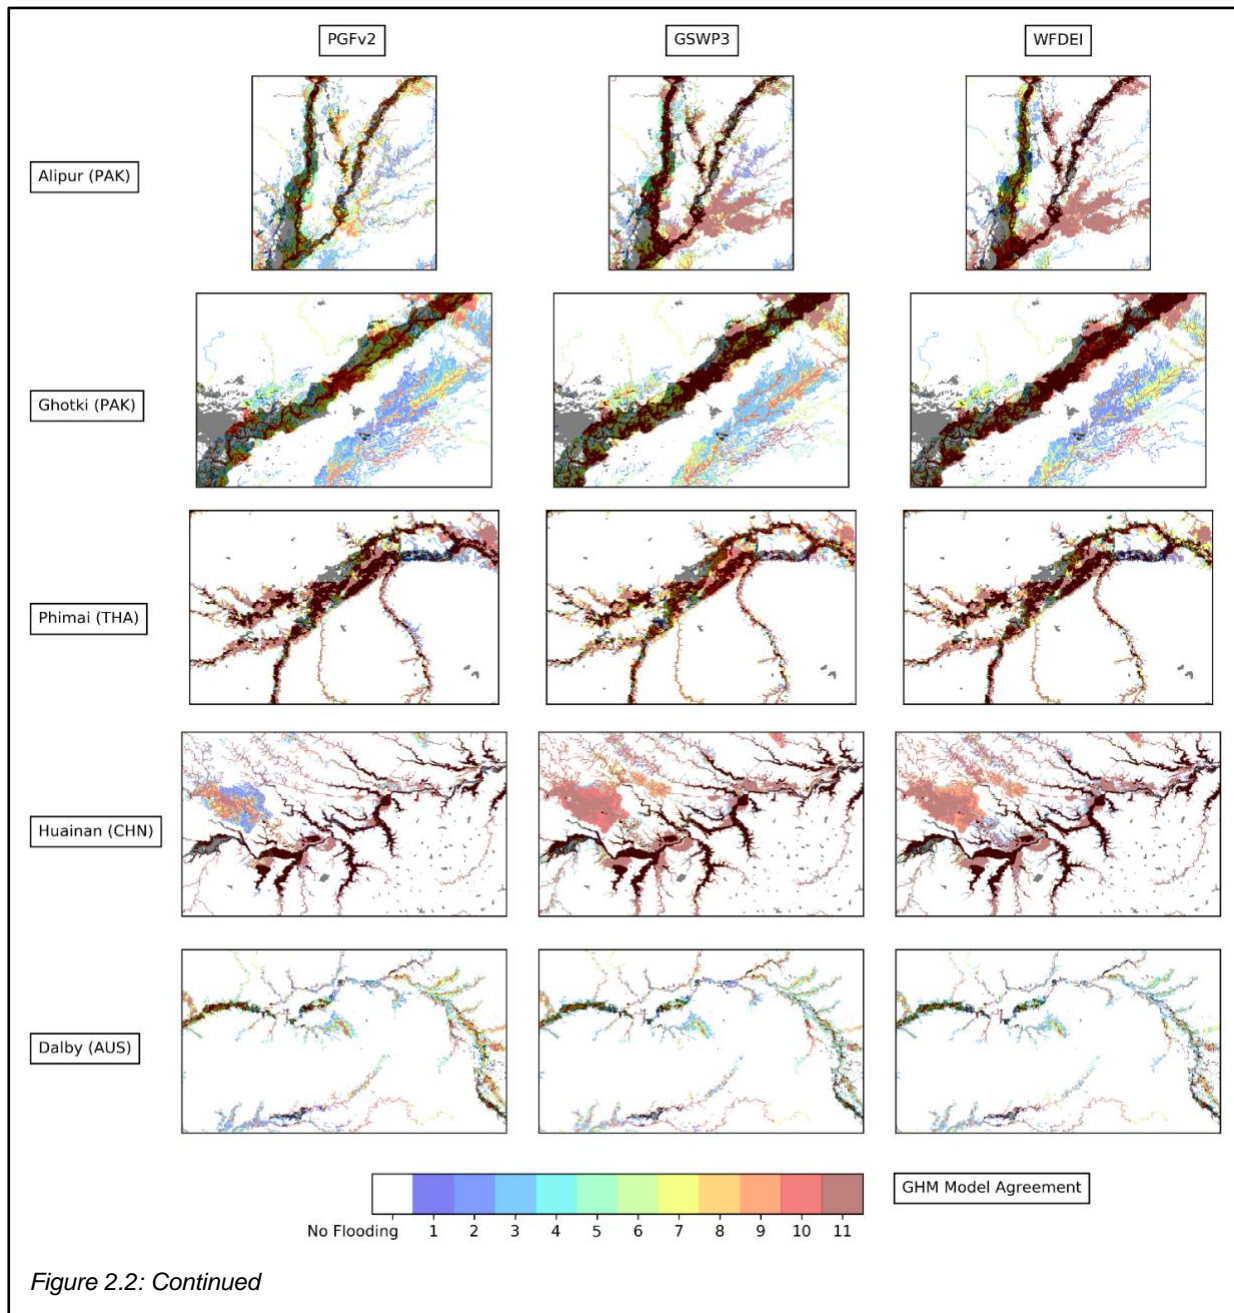 PGFv2 GSWP3 WFDEI
Alipur (PAK)
Ghotki (PAK)
Phimai (THA)
Huainan (CHN)
Dalby (AUS)
GHM Model Agreement
No Flooding 1 2 3 4 5 6 7 8 9 10 11
Figure 2.2: Continued